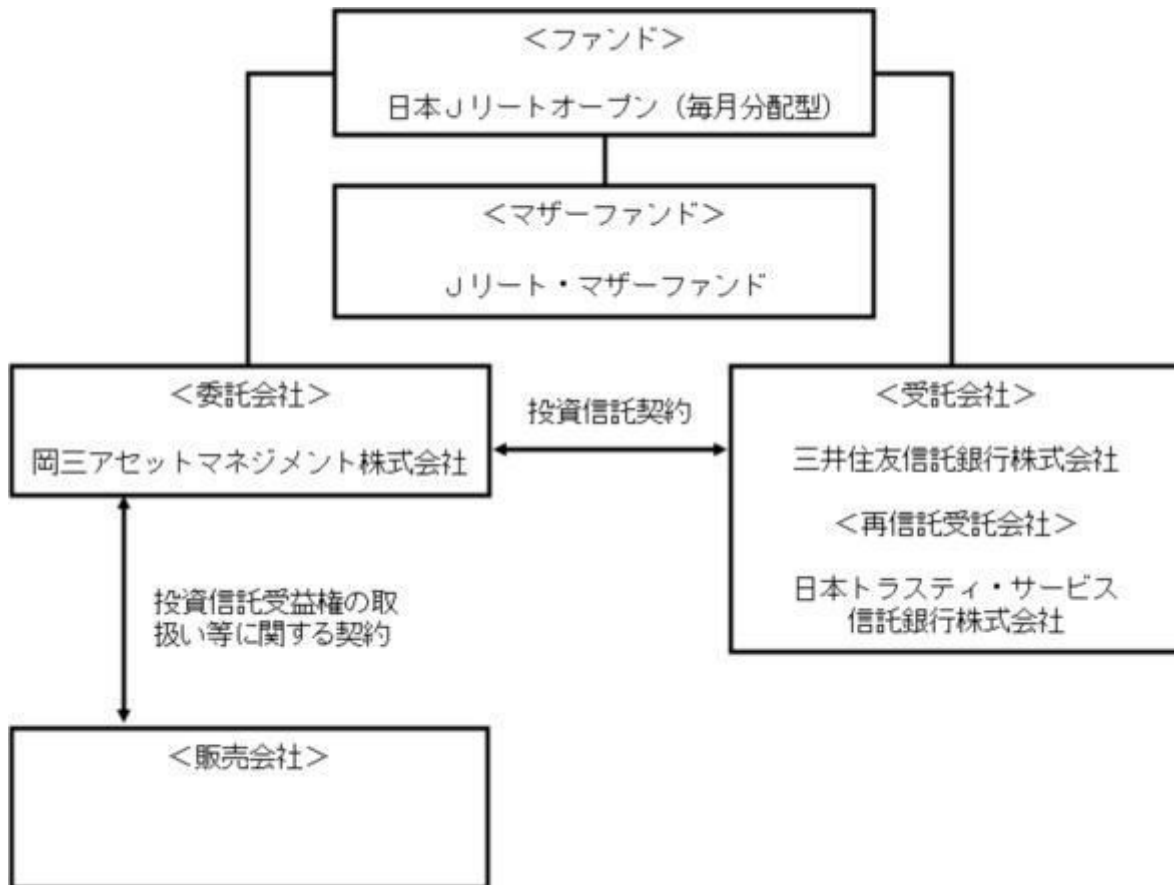 ＜ファンド＞
日本Ｊリートオープン（毎月分配型）
＜マザーファンド＞
Ｊリート・マザーファンド
＜委託会社＞
岡三アセットマネジメント株式会社
投資信託契約
＜受託会社＞
三井住友信託銀行株式会社
＜再信託受託会社＞
日本トラスティ・サービス
信託銀行株式会社
投資信託受益権の取
扱い等に関する契約
＜販売会社＞